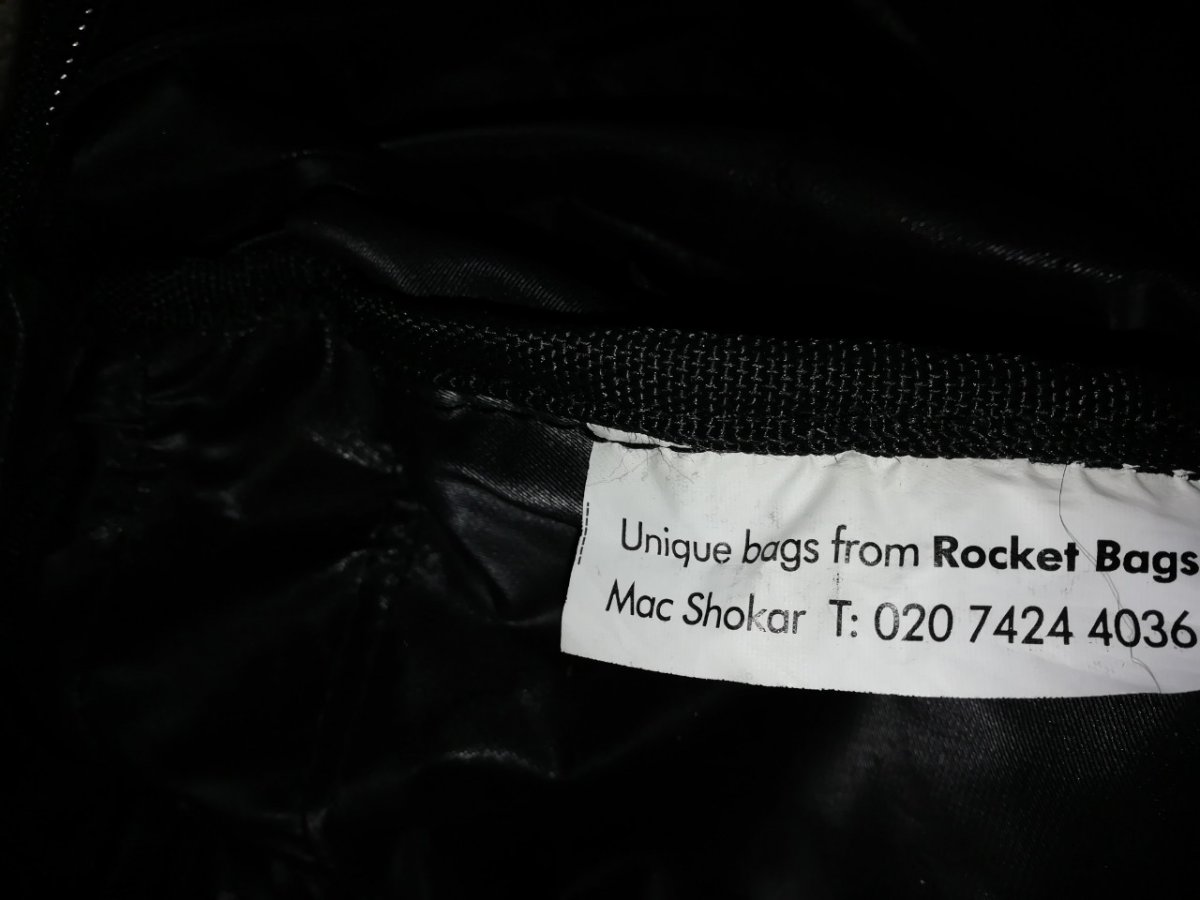 Unique bags from Rocket Bags
Mac Shokar T: 020 7424 4036